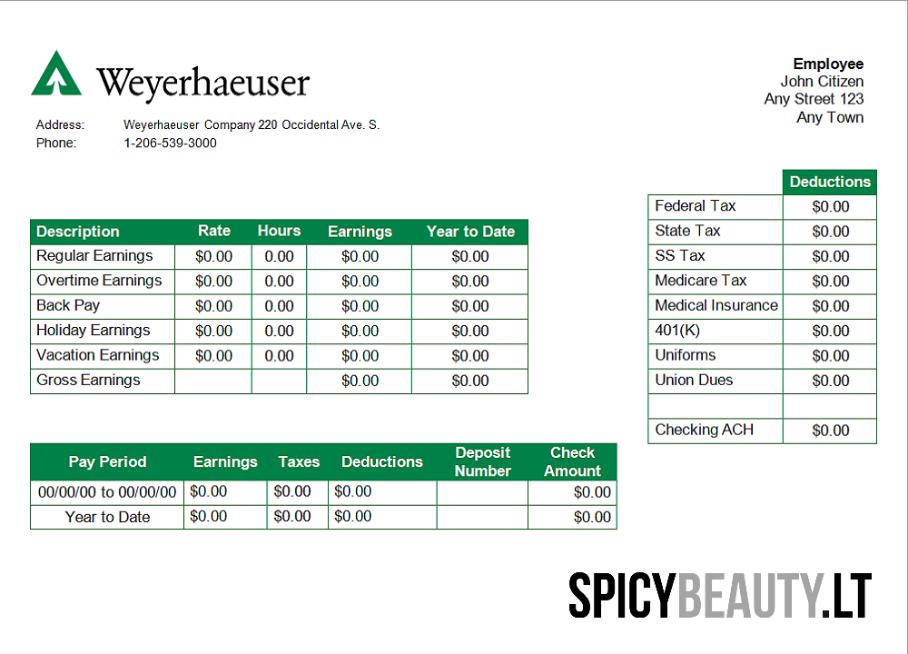 Weyerhaeuser
Address: Weyerhaeuser Company 220 Occidental Ave. S.
Phone: 1-206-539-3000
Employee
John Citizen
Any Street 123
Any Town
Description Rate Hours Earnings Year to Date
Regular Earnings $0.00 0.00 $0.00 $0.00
Overtime Earnings $0.00 0.00 $0.00 $0.00
Back Pay $0.00 0.00 $0.00 $0.00
Holiday Earnings $0.00 0.00 $0.00 $0.00
Vacation Earnings $0.00 0.00 $0.00 $0.00
Gross Earnings $0.00 $0.00
Deductions
Federal Tax $0.00
State Tax $0.00
SS Tax $0.00
Medicare Tax $0.00
Medical Insurance $0.00
401(K) $0.00
Uniforms $0.00
Union Dues $0.00
Checking ACH $0.00
Pay Period Earnings Taxes Deductions Deposit Number Check Amount
00/00/00 to 00/00/00 $0.00 $0.00 $0.00 $0.00
Year to Date $0.00 $0.00 $0.00 $0.00
SPICYBEAUTY.LT